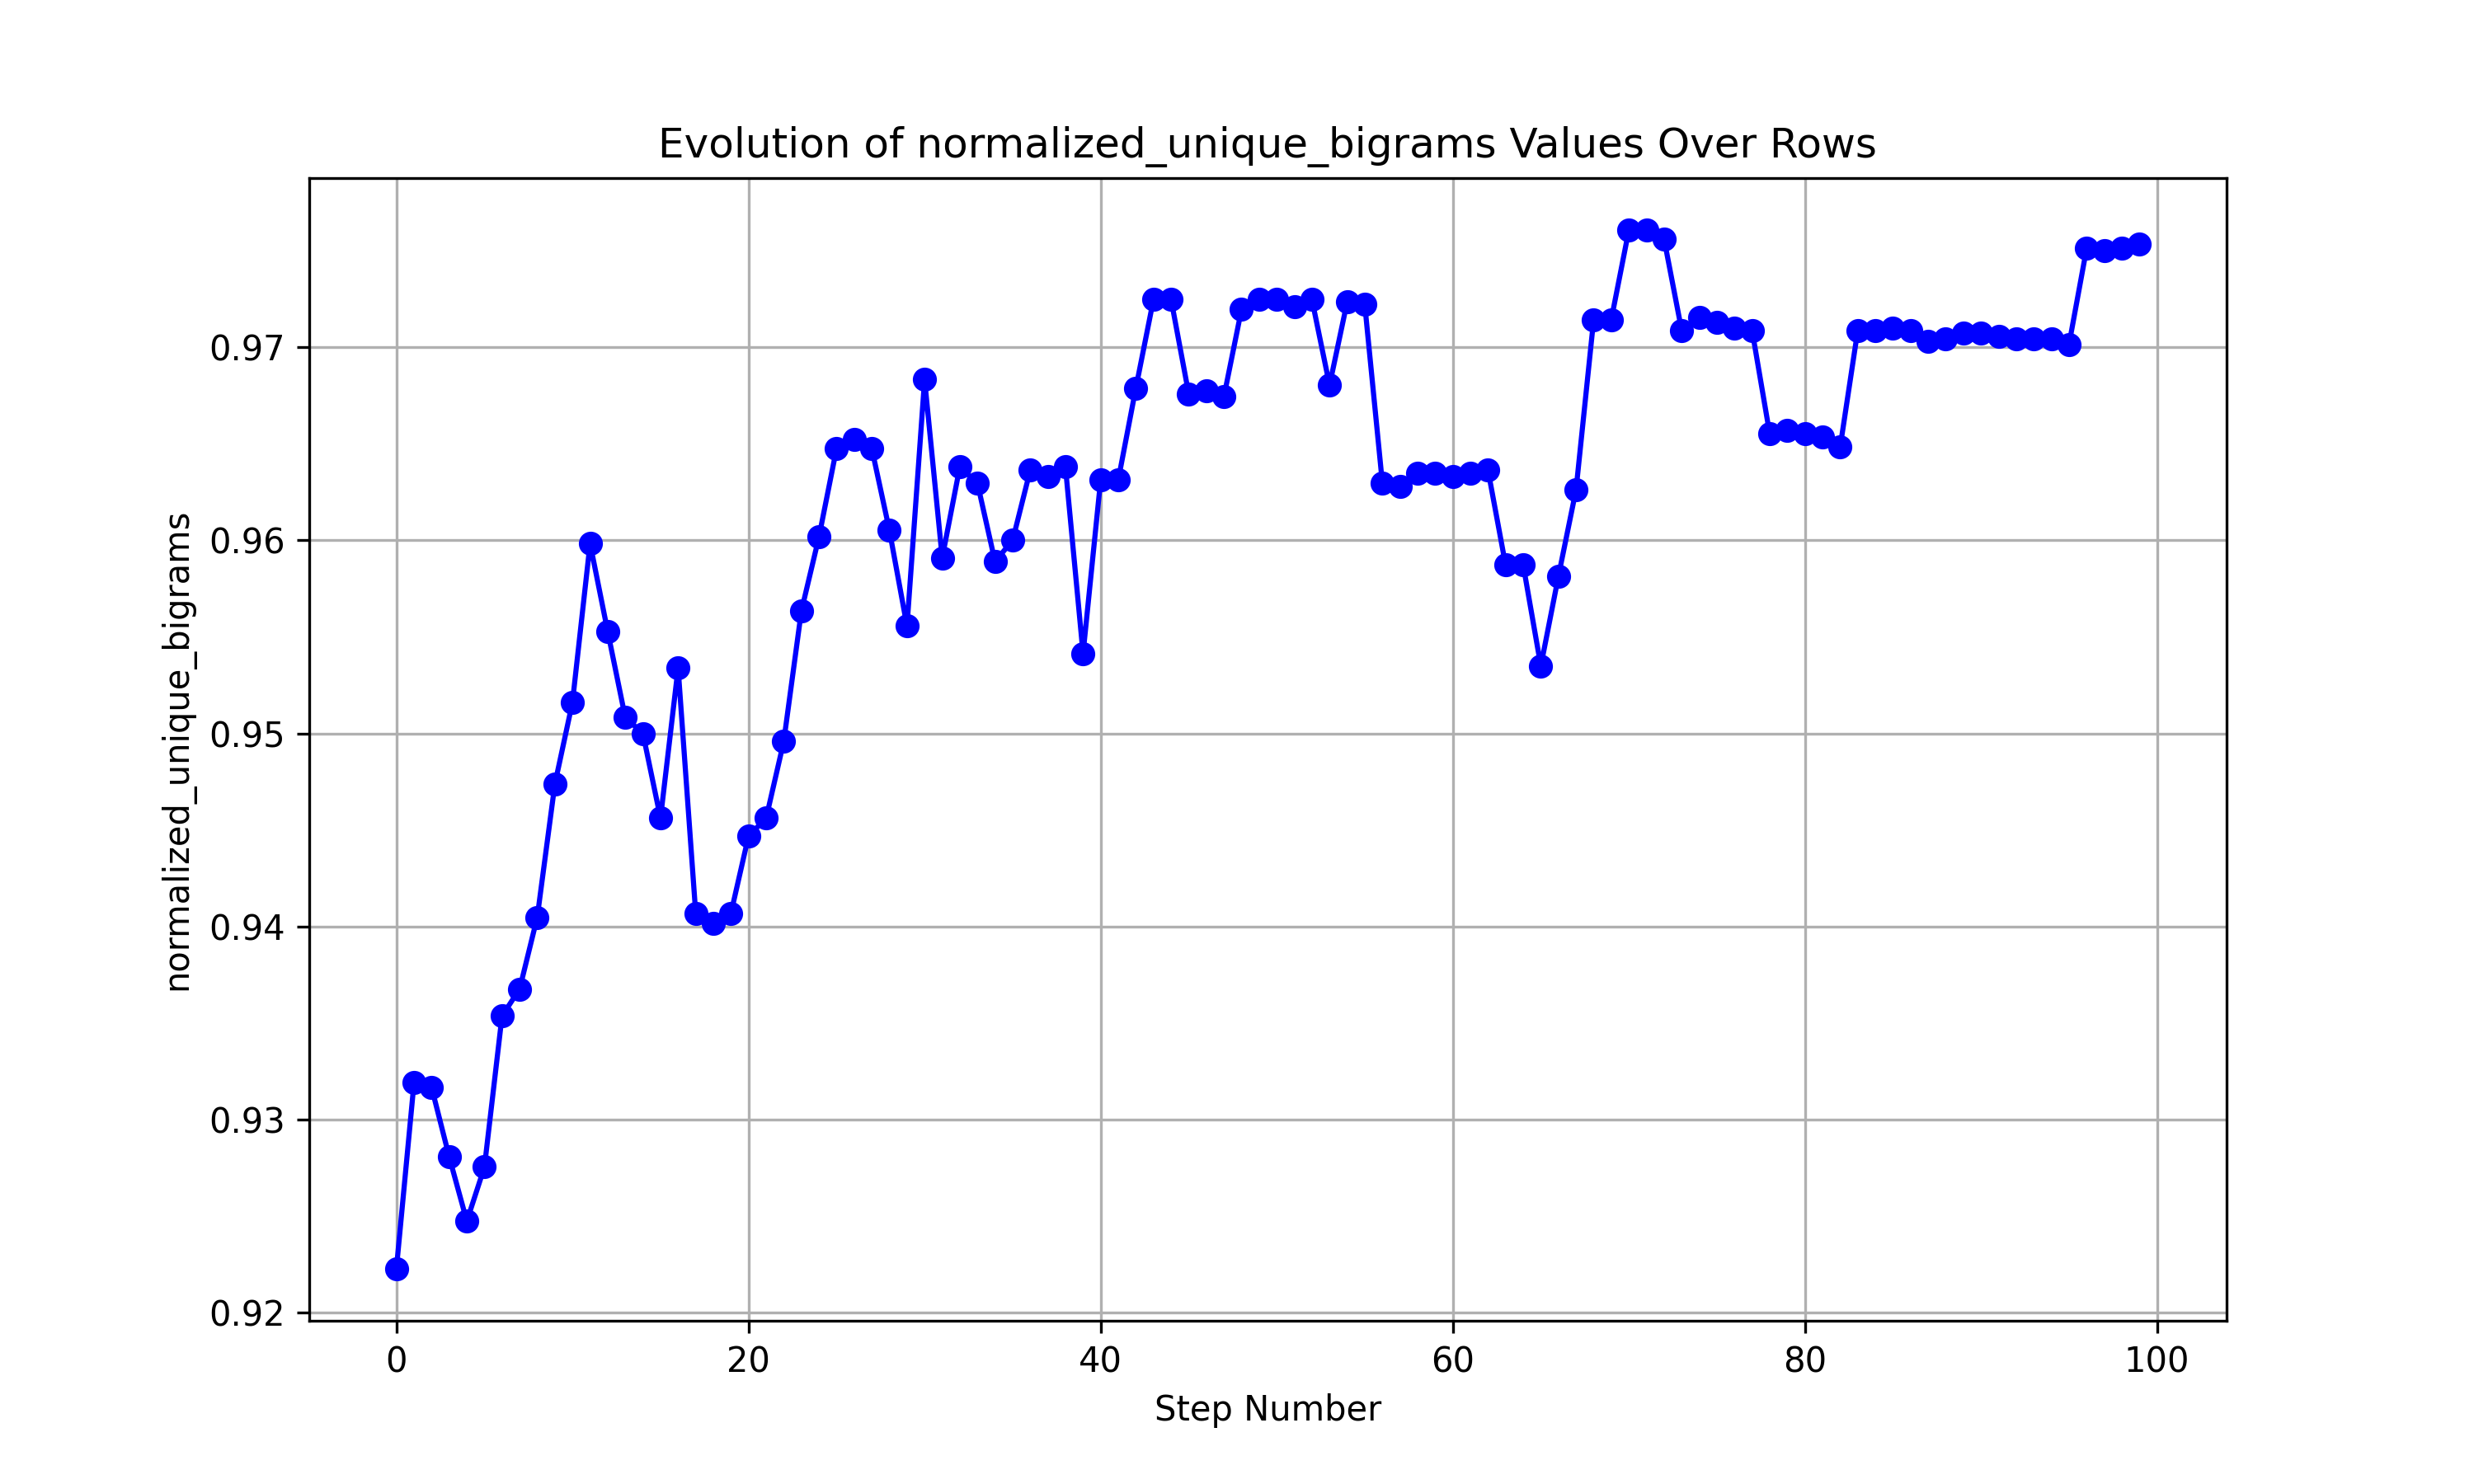 Evolution of normalized_unique_bigrams Values Over Rows
normalized_unique_bigrams
0.97
0.96
0.95
0.94
0.93
0.92
0 20 40 60 80 100
Step Number